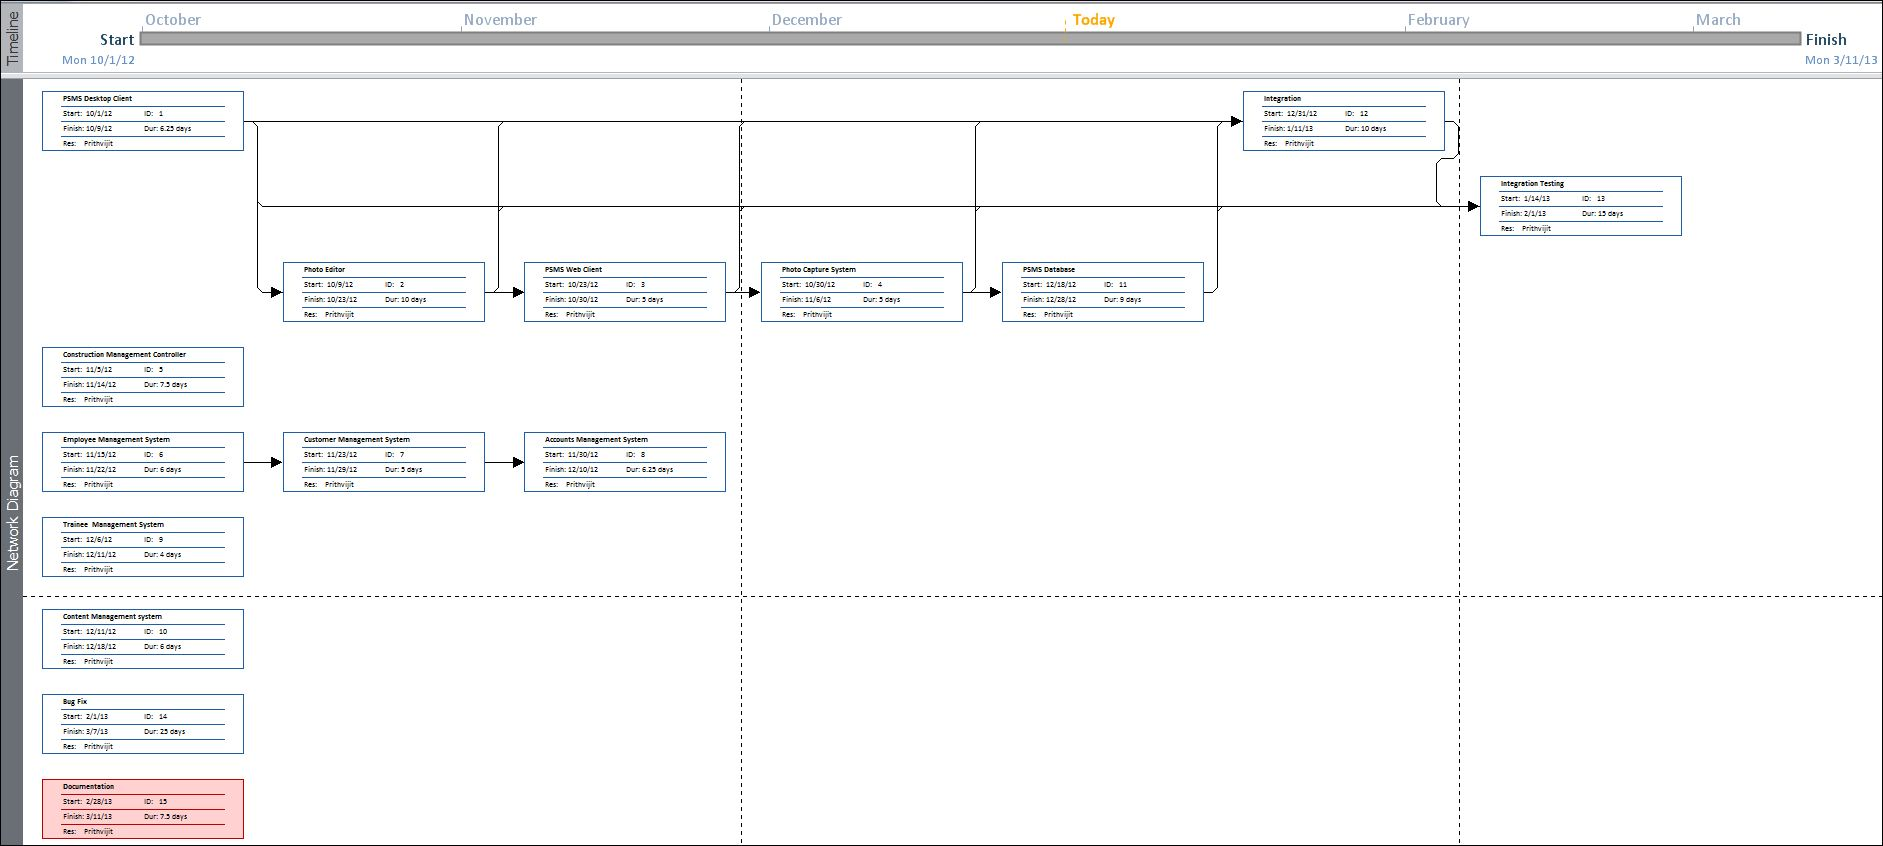 Timeline
October
November
December
Today
February
March
Start
Finish
Mon 10/1/12
Mon 3/11/13
Network Diagram
PSMS Desktop Client
Start: 10/1/12 ID: 1
Finish: 10/9/12 Dur: 6.25 days
Res: Prithvijit
Integration
Start: 12/31/12 ID: 12
Finish: 1/11/13 Dur: 10 days
Res: Prithvijit
Integration Testing
Start: 1/14/13 ID: 13
Finish: 2/1/13 Dur: 15 days
Res: Prithvijit
Photo Editor
Start: 10/9/12 ID: 2
Finish: 10/23/12 Dur: 10 days
Res: Prithvijit
PSMS Web Client
Start: 10/23/12 ID: 3
Finish: 10/30/12 Dur: 5 days
Res: Prithvijit
Photo Capture System
Start: 10/30/12 ID: 4
Finish: 11/6/12 Dur: 5 days
Res: Prithvijit
PSMS Database
Start: 12/18/12 ID: 11
Finish: 12/28/12 Dur: 9 days
Res: Prithvijit
Construction Management Controller
Start: 11/5/12 ID: 5
Finish: 11/14/12 Dur: 7.5 days
Res: Prithvijit
Employee Management System
Start: 11/15/12 ID: 6
Finish: 11/22/12 Dur: 6 days
Res: Prithvijit
Customer Management System
Start: 11/23/12 ID: 7
Finish: 11/29/12 Dur: 5 days
Res: Prithvijit
Accounts Management System
Start: 11/30/12 ID: 8
Finish: 12/10/12 Dur: 6.25 days
Res: Prithvijit
Trainee Management System
Start: 12/6/12 ID: 9
Finish: 12/11/12 Dur: 4 days
Res: Prithvijit
Content Management system
Start: 12/11/12 ID: 10
Finish: 12/18/12 Dur: 6 days
Res: Prithvijit
Bug Fix
Start: 2/1/13 ID: 14
Finish: 3/7/13 Dur: 25 days
Res: Prithvijit
Documentation
Start: 2/28/13 ID: 15
Finish: 3/11/13 Dur: 7.5 days
Res: Prithvijit